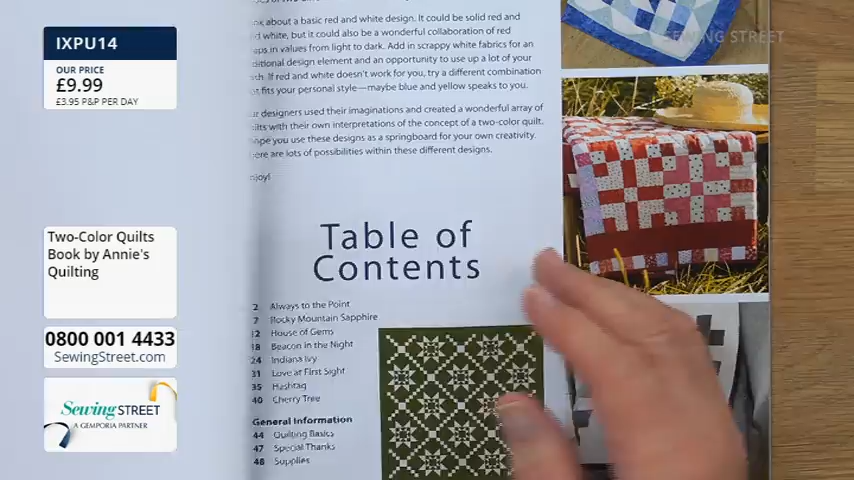 IXPU14
OUR PRICE
£9.99
£3.95 P&P PER DAY
Two-Color Quilts
Book by Annie's
Quilting
0800 001 4433
SewingStreet.com
Sewing STREET
A GEMPORIA PARTNER
SEWING STREET
about a basic red and white design. It could be solid red and
white, but it could also be a wonderful collaboration of red
in values from light to dark. Add in scrappy white fabrics for an
design element and an opportunity to use up a lot of your
If red and white doesn't work for you, try a different combination
fits your personal style—maybe blue and yellow speaks to you.
designers used their imaginations and created a wonderful array of
with their own interpretations of the concept of a two-color quilt.
you use these designs as a springboard for your own creativity.
are lots of possibilities within these different designs.
njoy!
Table of
Contents
2 Always to the Point
7 Rocky Mountain Sapphire
12 House of Gems
18 Beacon in the Night
24 Indiana Ivy
31 Love at First Sight
35 Hashtag
40 Cherry Tree
General Information
44 Quilting Basics
47 Special Thanks
48 Supplies